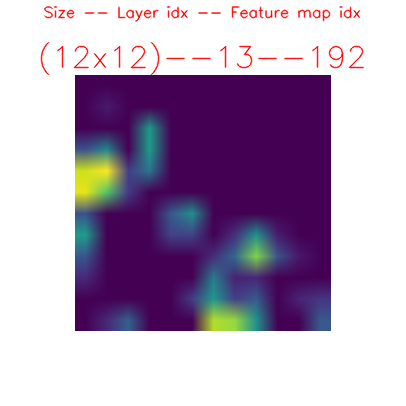 Size -- Layer idx -- Feature map idx
(12x12)--13--192